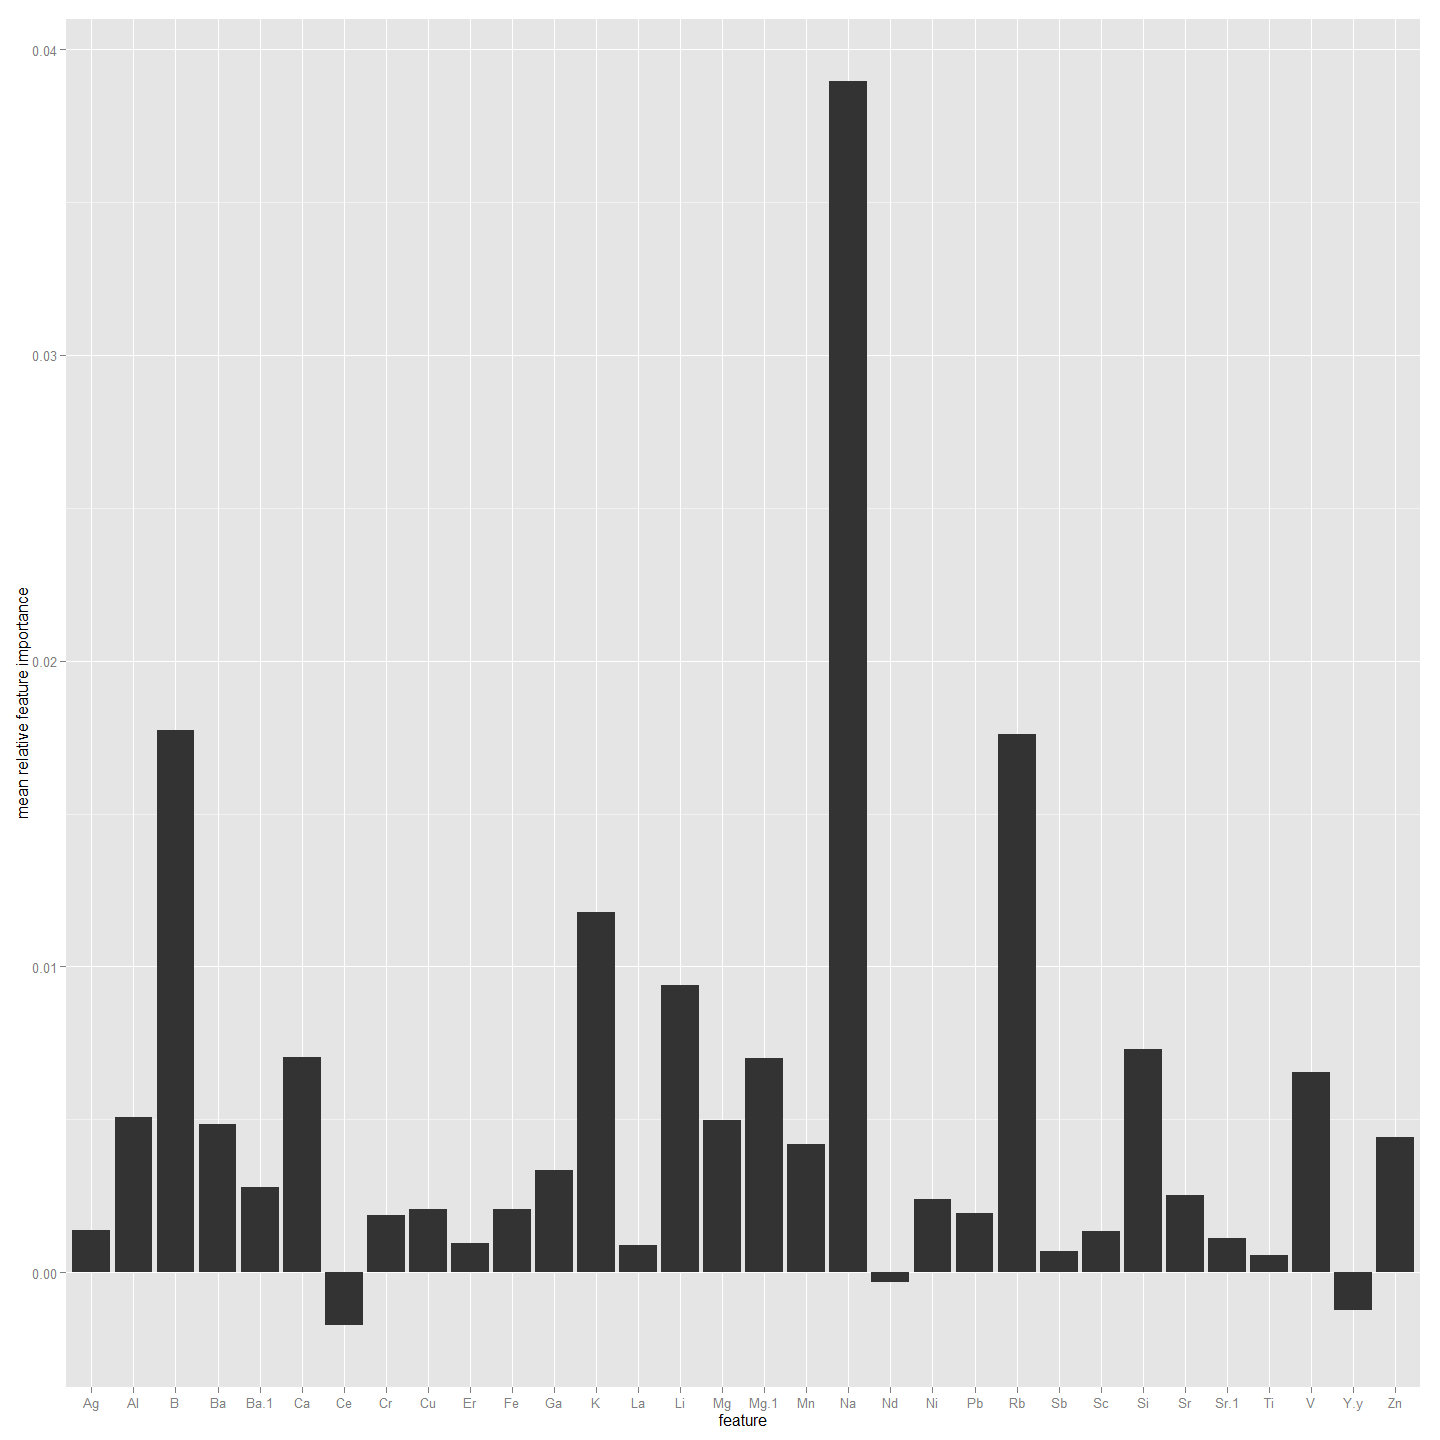 0.04
0.03
0.02
0.01
0.00
mean relative feature importance
Ag Al B Ba Ba.1 Ca Ce Cr Cu Er Fe Ga K La Li Mg Mg.1 Mn Na Nd Ni Pb Rb Sb Sc Si Sr Sr.1 Ti V Y.y Zn
feature